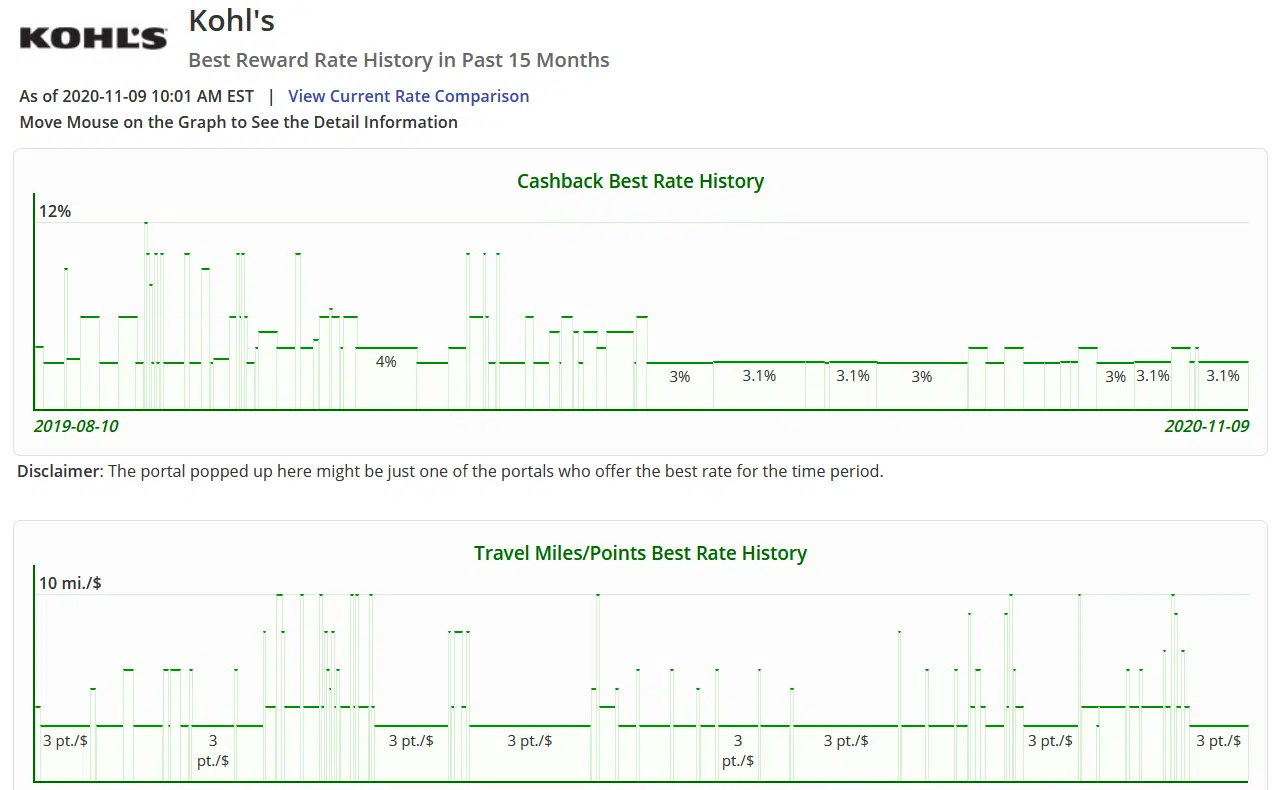 KOHL'S
Kohl's
Best Reward Rate History in Past 15 Months
As of 2020-11-09 10:01 AM EST | View Current Rate Comparison
Move Mouse on the Graph to See the Detail Information
Cashback Best Rate History
12%
4%
3% 3.1% 3.1% 3% 3% 3.1% 3.1%
2019-08-10 2020-11-09
Disclaimer: The portal popped up here might be just one of the portals who offer the best rate for the time period.
Travel Miles/Points Best Rate History
10 mi./$
3 pt./$ 3 pt./$ 3 pt./$ 3 pt./$ 3 pt./$ 3 pt./$ 3 pt./$ 3 pt./$